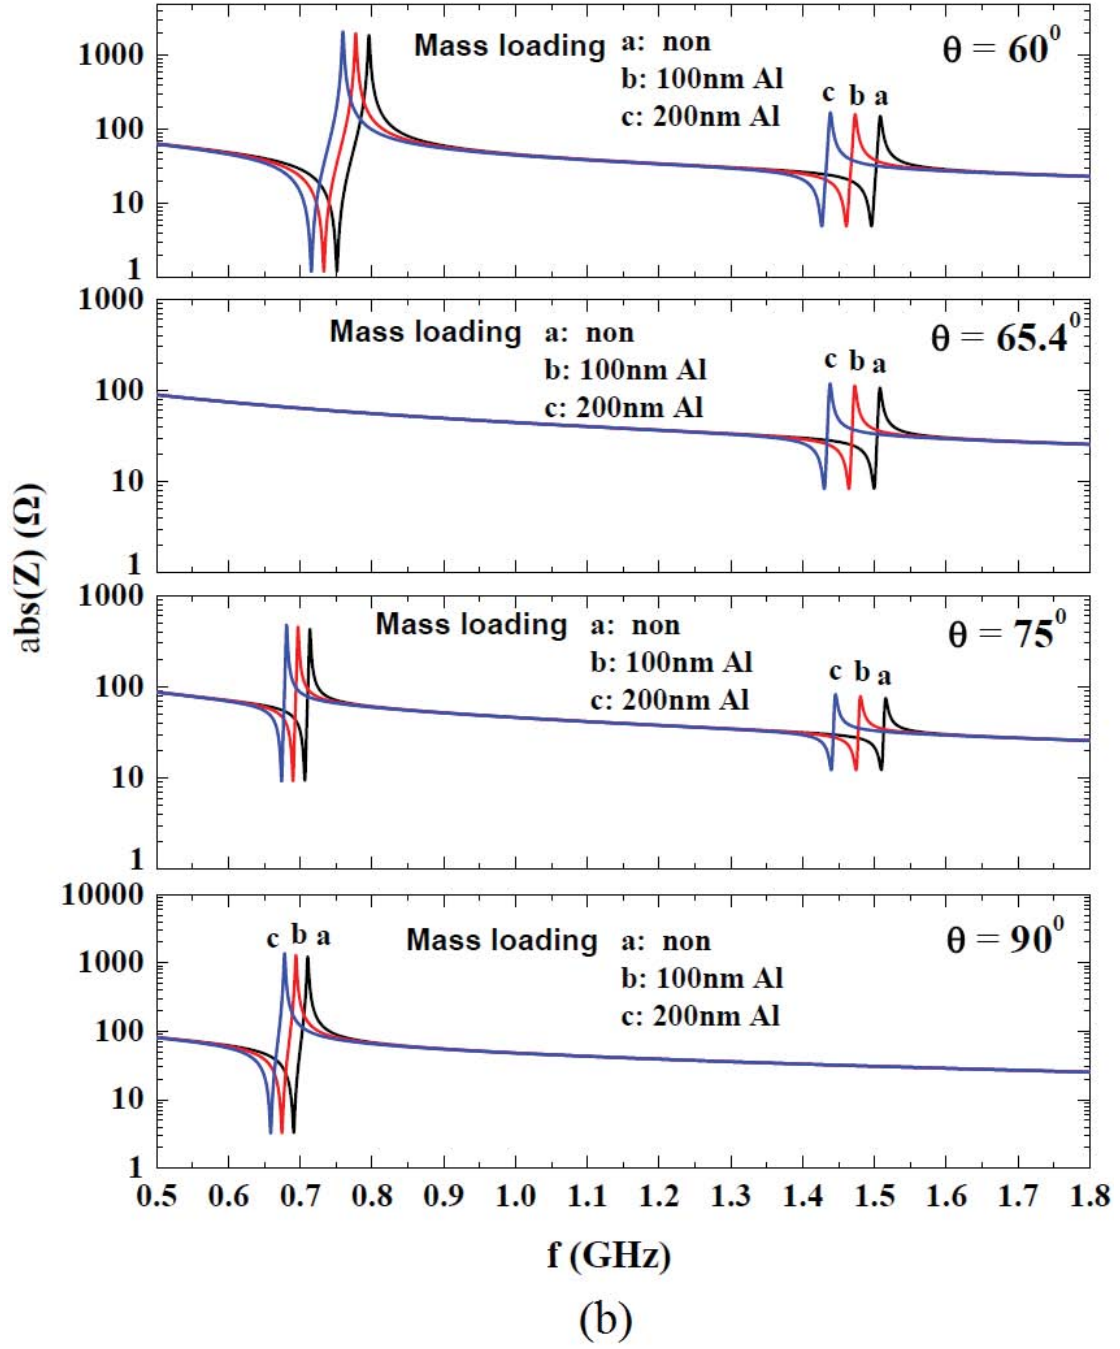 abs(Z) (Ω)
1000
100
10
1
Mass loading a: non
b: 100nm Al
c: 200nm Al
θ = 60⁰
c b a
1000
100
10
1
Mass loading a: non
b: 100nm Al
c: 200nm Al
θ = 65.4⁰
c b a
1000
100
10
1
Mass loading a: non
b: 100nm Al
c: 200nm Al
θ = 75⁰
c b a
10000
1000
100
10
1
c b a
Mass loading a: non
b: 100nm Al
c: 200nm Al
θ = 90⁰
0.5 0.6 0.7 0.8 0.9 1.0 1.1 1.2 1.3 1.4 1.5 1.6 1.7 1.8
f (GHz)
(b)